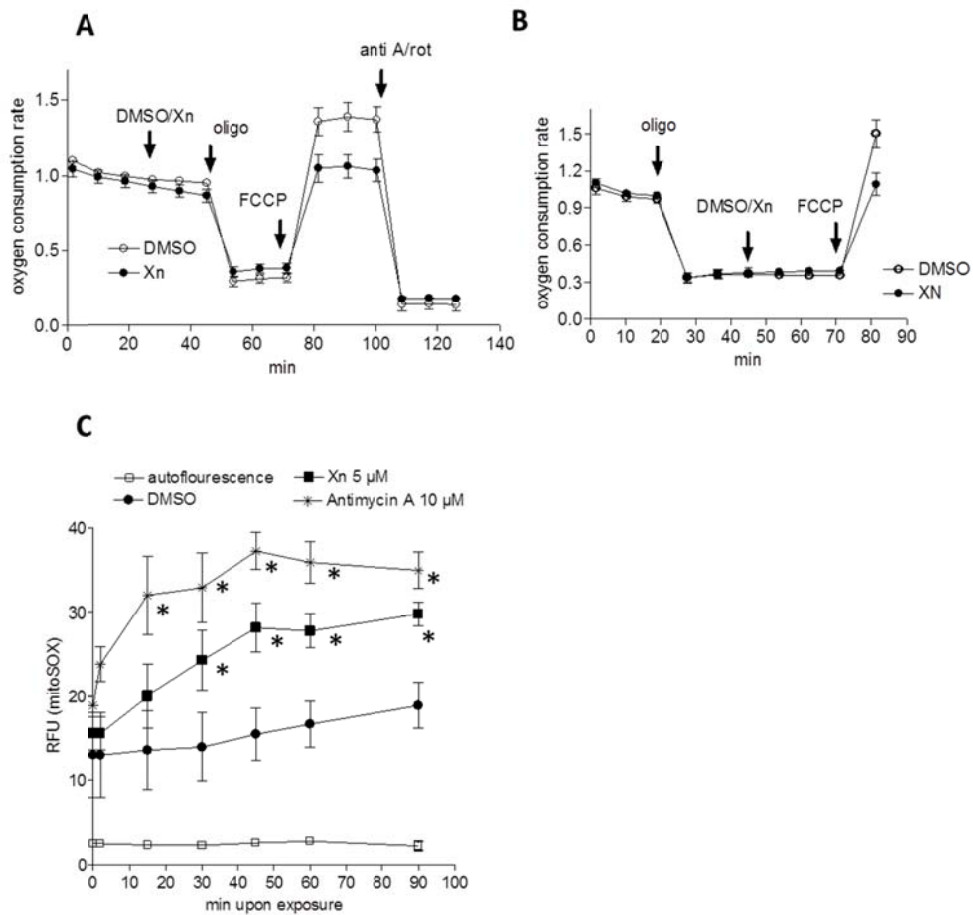 A
anti A/rot
DMSO/Xn
oligo
FCCP
oxygen consumption rate
1.5
1.0
0.5
0.0
DMSO
Xn
0 20 40 60 80 100 120 140
min
B
oligo
DMSO/Xn
FCCP
oxygen consumption rate
1.5
1.2
0.9
0.6
0.3
0.0
DMSO
XN
0 10 20 30 40 50 60 70 80 90
min
C
autoflourescence
Xn 5 µM
DMSO
Antimycin A 10 µM
RFU (mitoSOX)
40
30
20
10
0
* * * * *
* * * *
0 10 20 30 40 50 60 70 80 90 100
min upon exposure